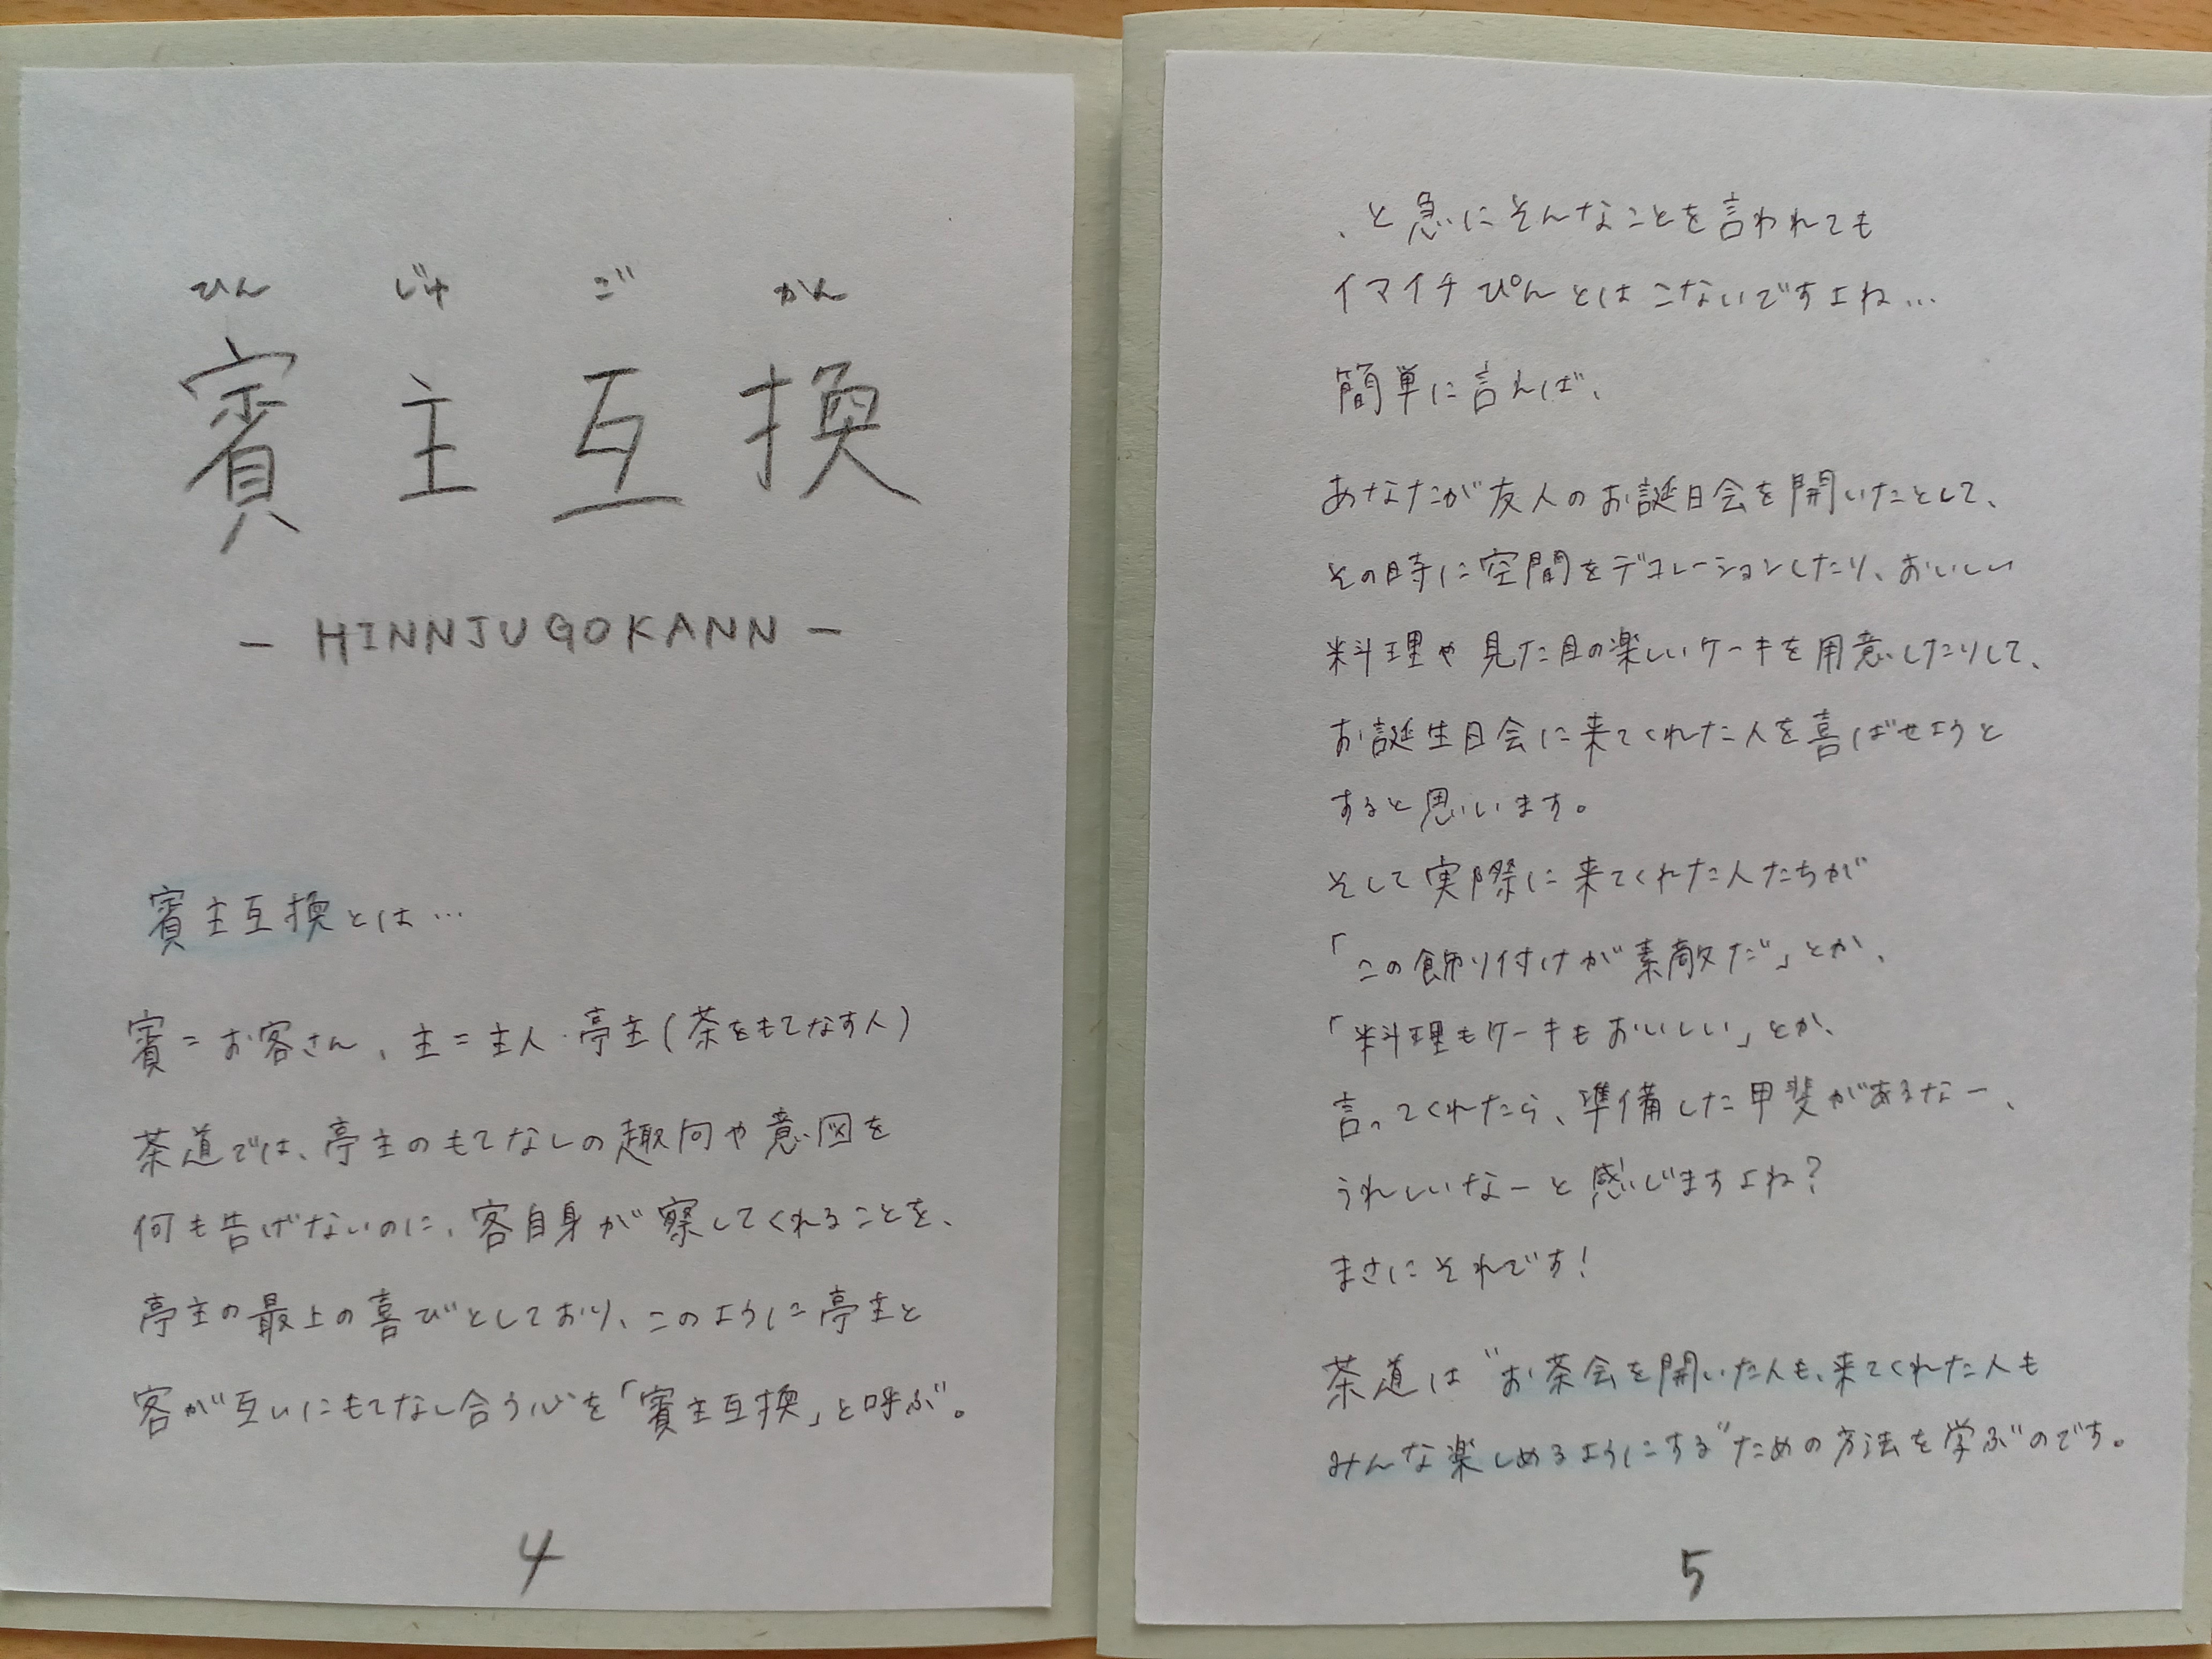 ひん じゅ ご かん
賓主互換
- HINNJUGOKANN -
賓主互換とは…
賓=お客さん、主=主人・亭主(茶をもてなす人)
茶道では、亭主のもてなしの趣向や意図を
何も告げないのに、客自身が察してくれることを、
亭主の最上の喜びとしており、このように亭主と
客が互いにもてなし合う心を「賓主互換」と呼ぶ。
4
、と急にそんなことを言われても
イマイチぴんとはこないですよね…
簡単に言えば、
あなたが友人のお誕日会を開いたとして、
その時に空間をデコレーションしたり、おいしい
料理や見た目の楽しいケーキを用意したりして、
お誕生日会に来てくれた人を喜ばせようと
すると思います。
そして実際に来てくれた人たちが
「この飾り付けが素敵だ」とか、
「料理もケーキもおいしい」とか、
言ってくれたら、準備した甲斐があるなー、
うれしいなーと感じますよね?
まさにそれです!
茶道は"お茶会を開いた人も、来てくれた人も
みんな楽しめるようにする"ための方法を学ぶのです。
5